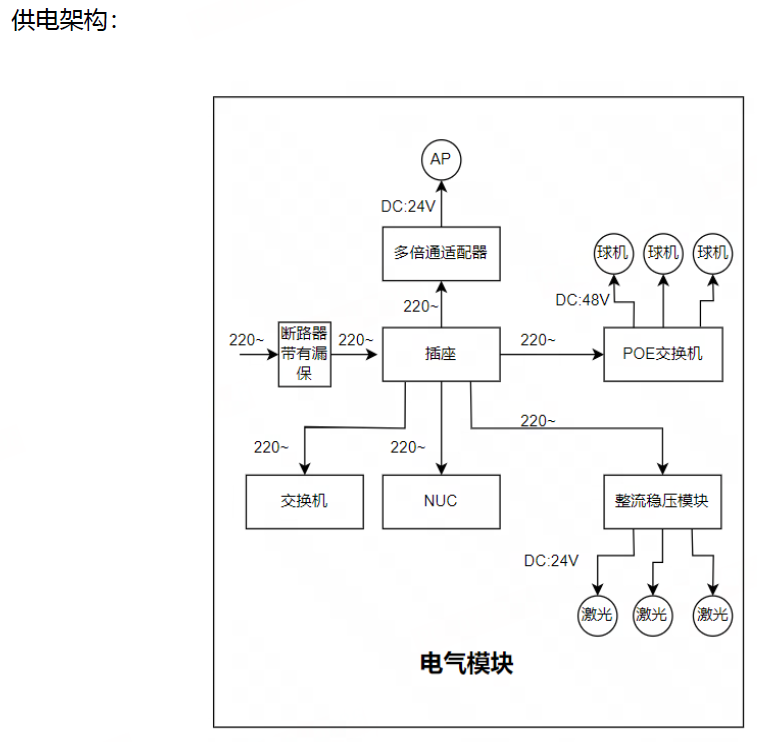 供电架构：
AP
DC:24V
多倍通适配器
球机
球机
球机
220~
DC:48V
220~
断路器
带有漏
保
220~
插座
220~
POE交换机
220~
220~
220~
交换机
NUC
整流稳压模块
DC:24V
激光
激光
激光
电气模块